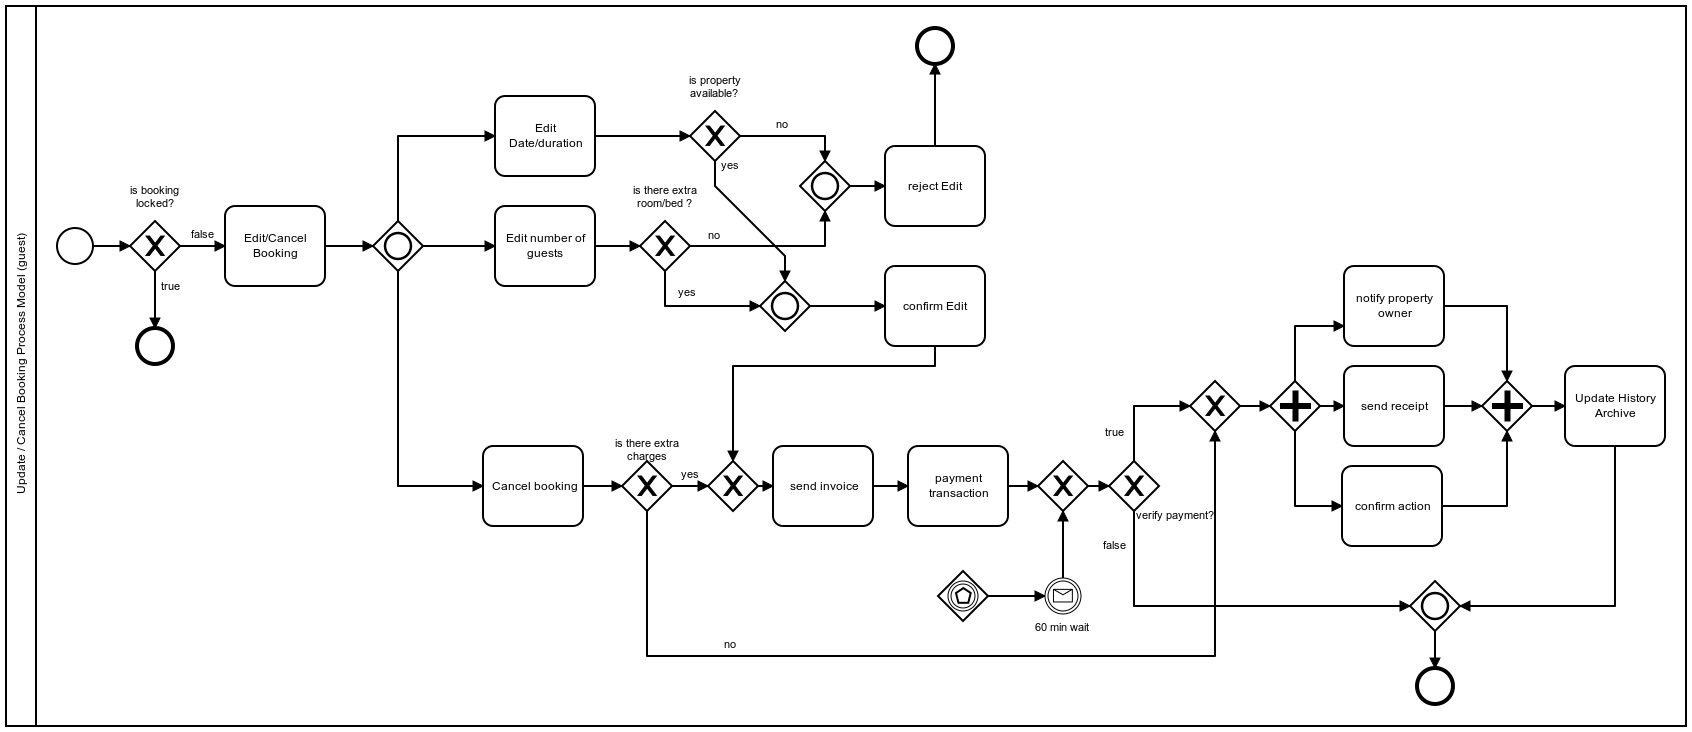 Update / Cancel Booking Process Model (guest)
is booking
locked?
false
true
Edit/Cancel
Booking
Edit
Date/duration
is property
available?
no
yes
Edit number of
guests
is there extra
room/bed ?
no
yes
reject Edit
confirm Edit
Cancel booking
is there extra
charges
yes
no
send invoice
payment
transaction
60 min wait
verify payment?
true
false
notify property
owner
send receipt
confirm action
Update History
Archive